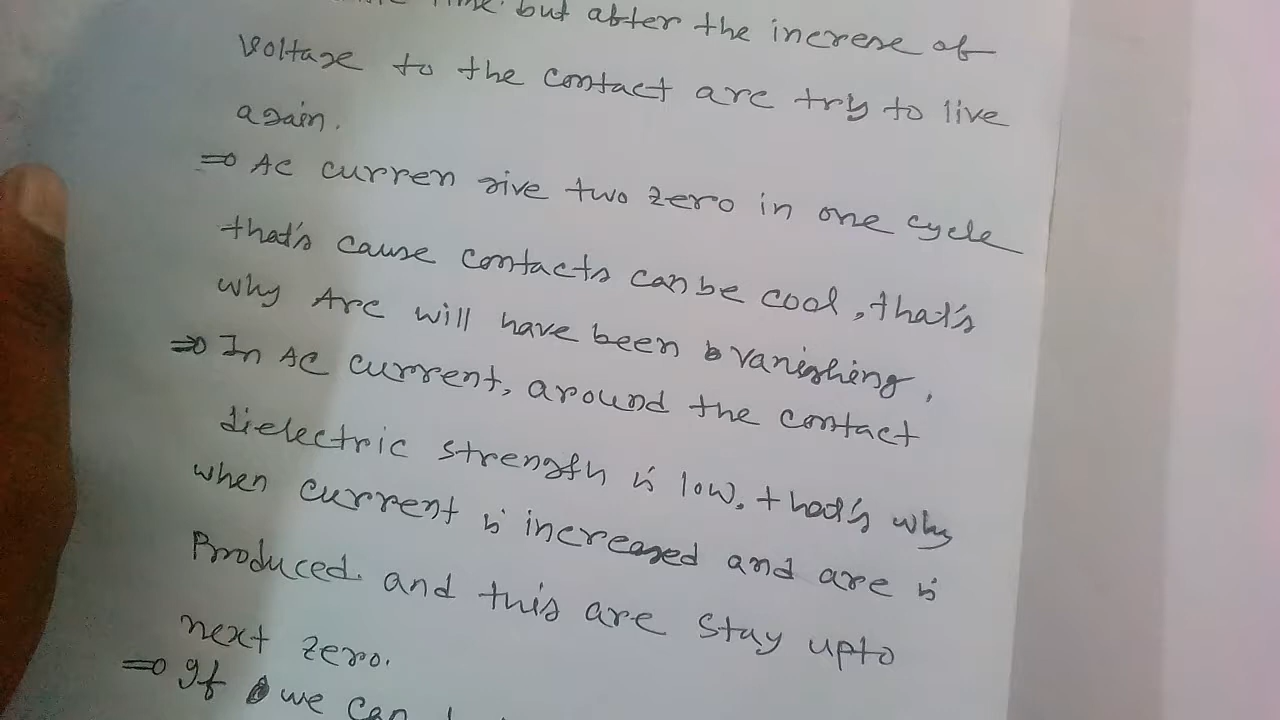 but after the increse of
voltage to the contact are try to live
again.
⇒ AC curren give two zero in one cycle
that's cause contacts can be cool, that's
why Arc will have been vanishing.
⇒ In AC current, around the contact
dielectric strength is low. that's why
when current is increased and arc is
Produced. and this arc stay upto
next zero.
⇒ If we can